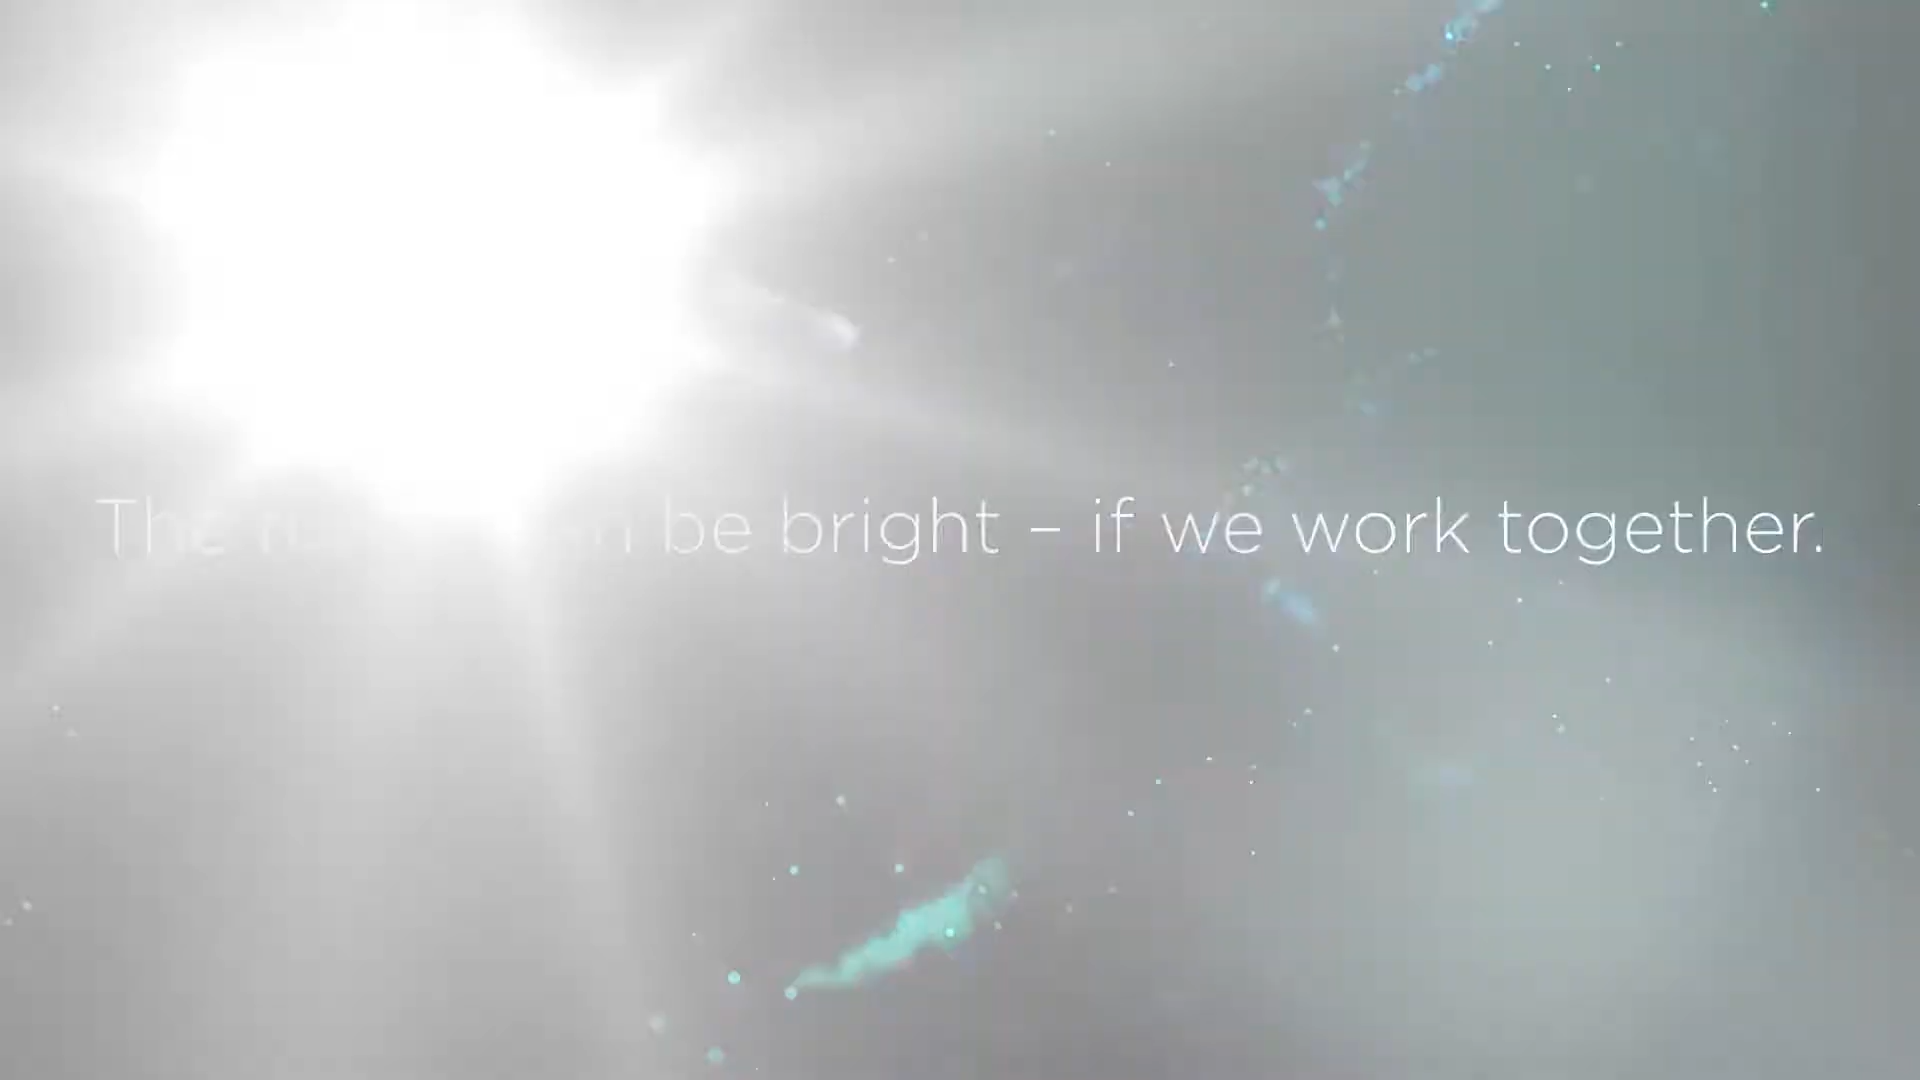 The be bright – if we work together.